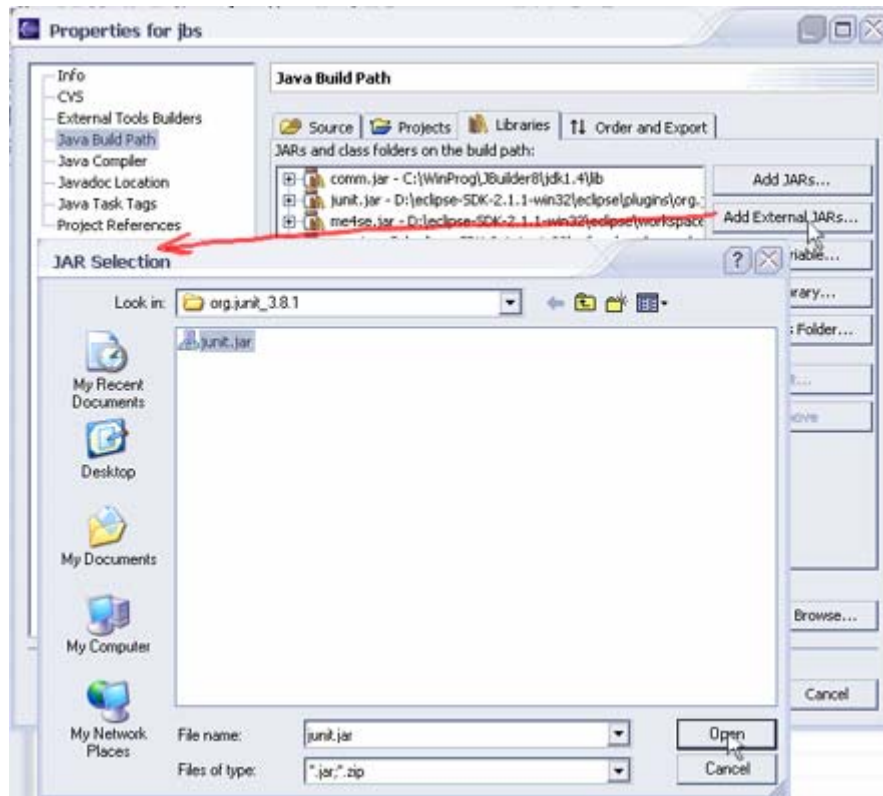 Properties for jbs
Info
CVS
External Tools Builders
Java Build Path
Java Compiler
Javadoc Location
Java Task Tags
Project References
Java Build Path
Source Projects Libraries Order and Export
JARs and class folders on the build path:
comm.jar - C:\WinProg\JBuilder8\jdk1.4\lib
junit.jar - D:\eclipse-SDK-2.1.1-win32\eclipse\plugins\org.
me4se.jar - D:\eclipse-SDK-2.1.1-win32\eclipse\workspace
Add JARs...
Add External JARs...
riable...
rary...
Folder...
ove
Browse...
Cancel
JAR Selection
Look in: org.junit_3.8.1
junit.jar
My Recent
Documents
Desktop
My Documents
My Computer
My Network
Places
File name: junit.jar Open
Files of type: *.jar;*.zip Cancel